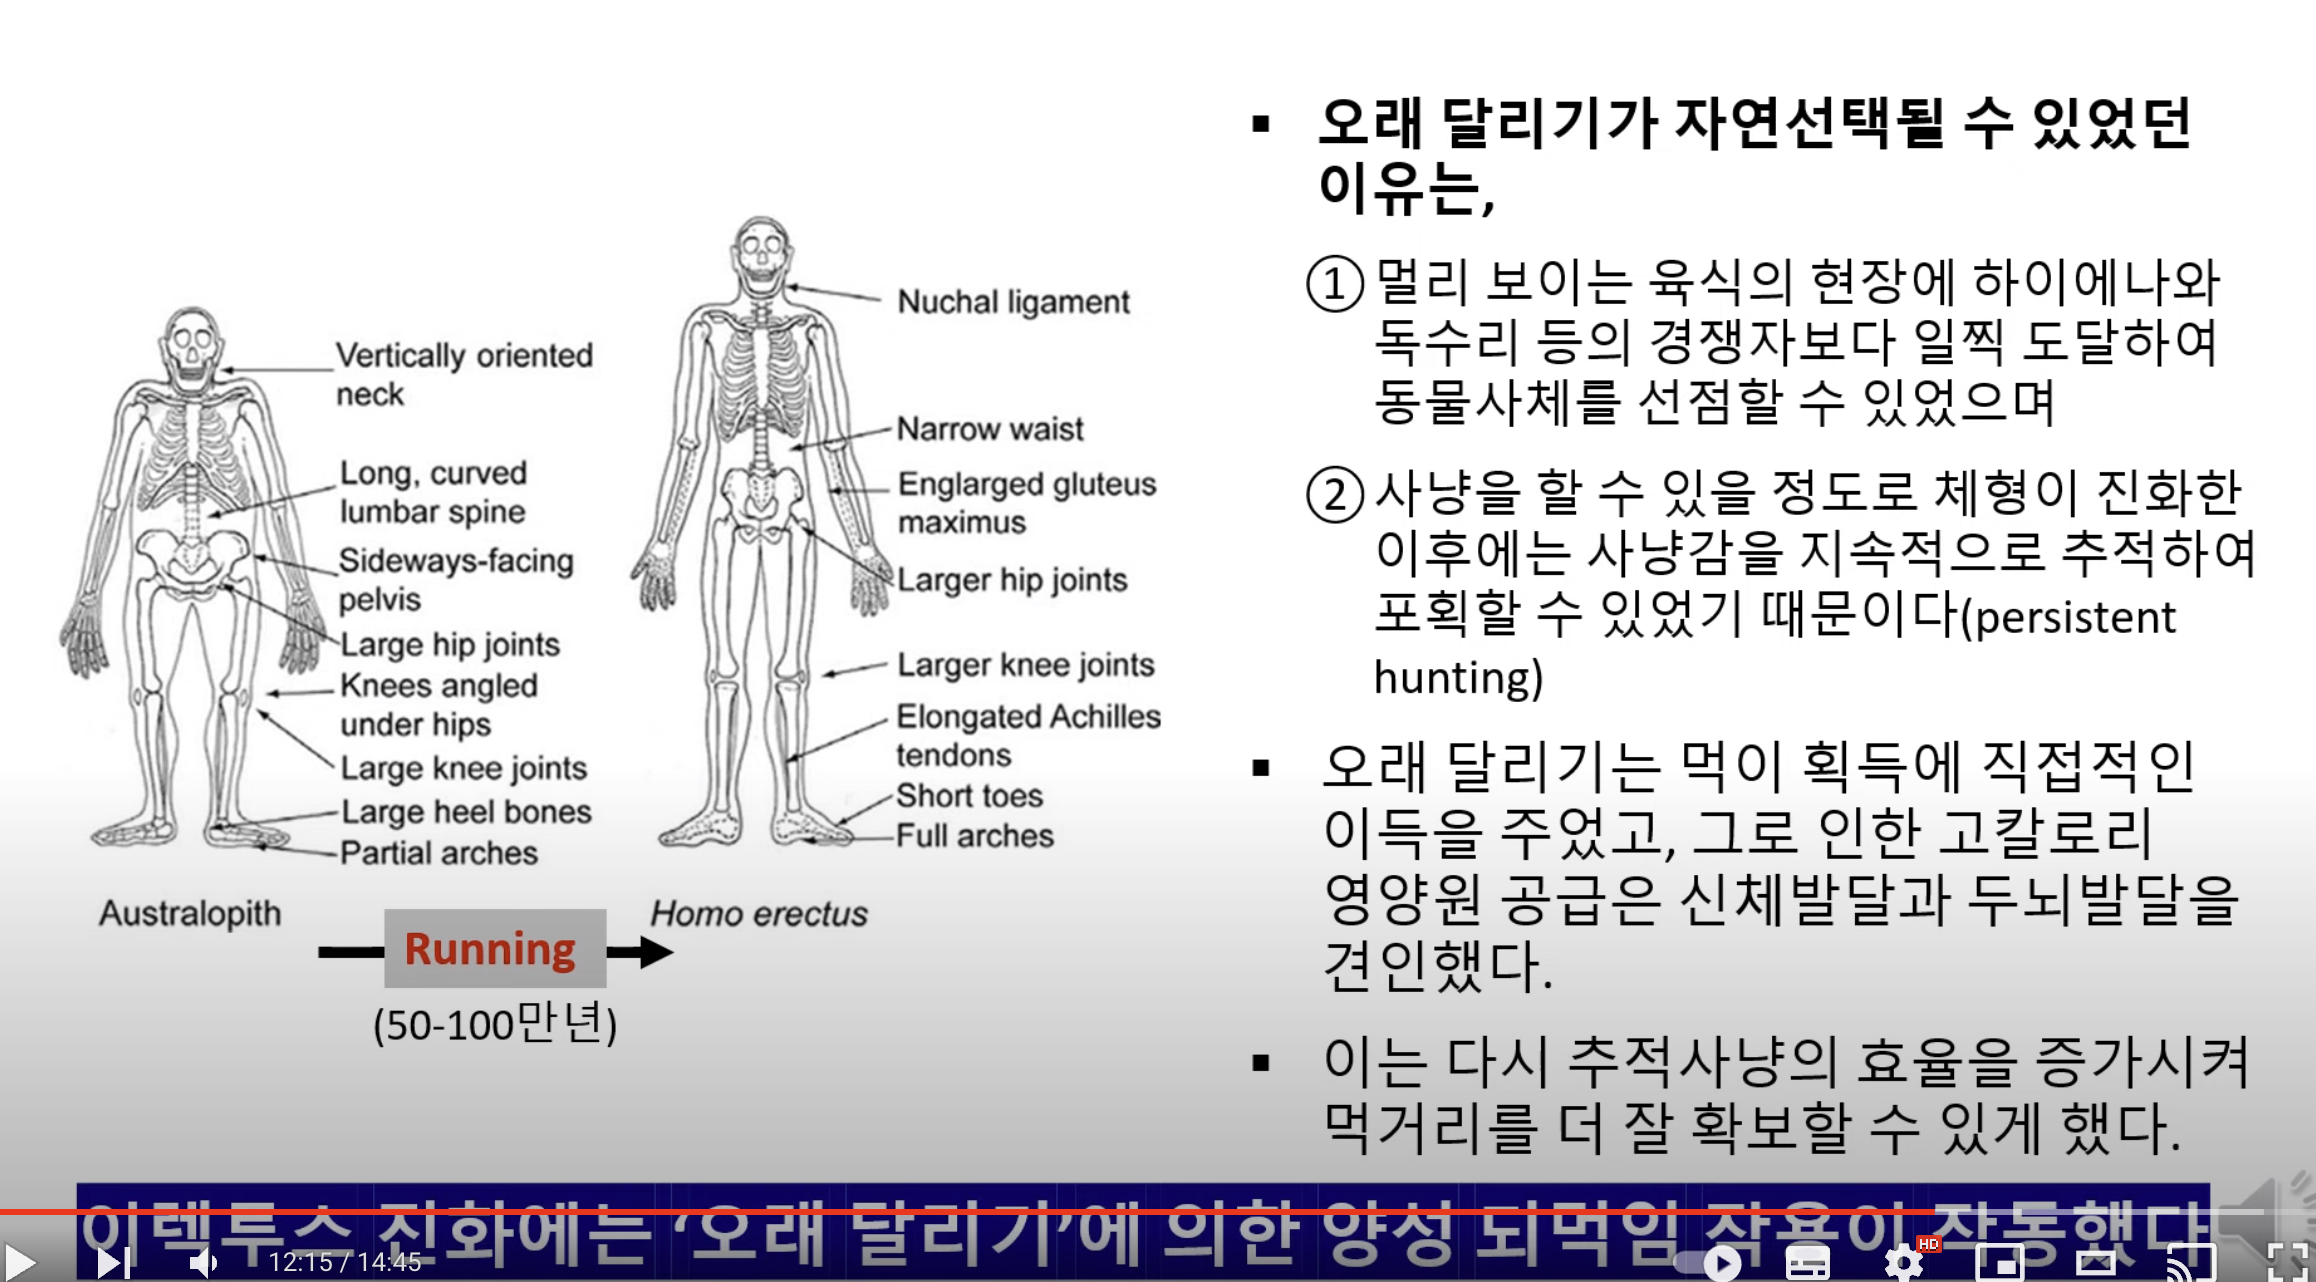 Vertically oriented
neck
Long, curved
lumbar spine
Sideways-facing
pelvis
Large hip joints
Knees angled
under hips
Large knee joints
Large heel bones
Partial arches
Australopith
Nuchal ligament
Narrow waist
Englarged gluteus
maximus
Larger hip joints
Larger knee joints
Elongated Achilles
tendons
Short toes
Full arches
Homo erectus
Running
(50-100만년)
▪ 오래 달리기가 자연선택될 수 있었던
이유는,
① 멀리 보이는 육식의 현장에 하이에나와
독수리 등의 경쟁자보다 일찍 도달하여
동물사체를 선점할 수 있었으며
② 사냥을 할 수 있을 정도로 체형이 진화한
이후에는 사냥감을 지속적으로 추적하여
포획할 수 있었기 때문이다(persistent
hunting)
▪ 오래 달리기는 먹이 획득에 직접적인
이득을 주었고, 그로 인한 고칼로리
영양원 공급은 신체발달과 두뇌발달을
견인했다.
▪ 이는 다시 추적사냥의 효율을 증가시켜
먹거리를 더 잘 확보할 수 있게 했다.
이렉투스 진화에는 ‘오래 달리기’에 의한 양성 되먹임 작용이 작동했다
12:15 / 14:45
HD